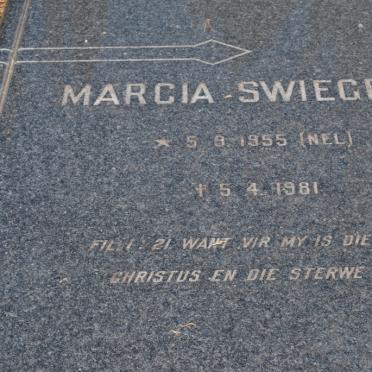 MARCIA SWIEG
★ 5 9 1955 (NEL)
† 5 4 1981
FIL. 1: 21 WANT VIR MY IS DIE
CHRISTUS EN DIE STERWE